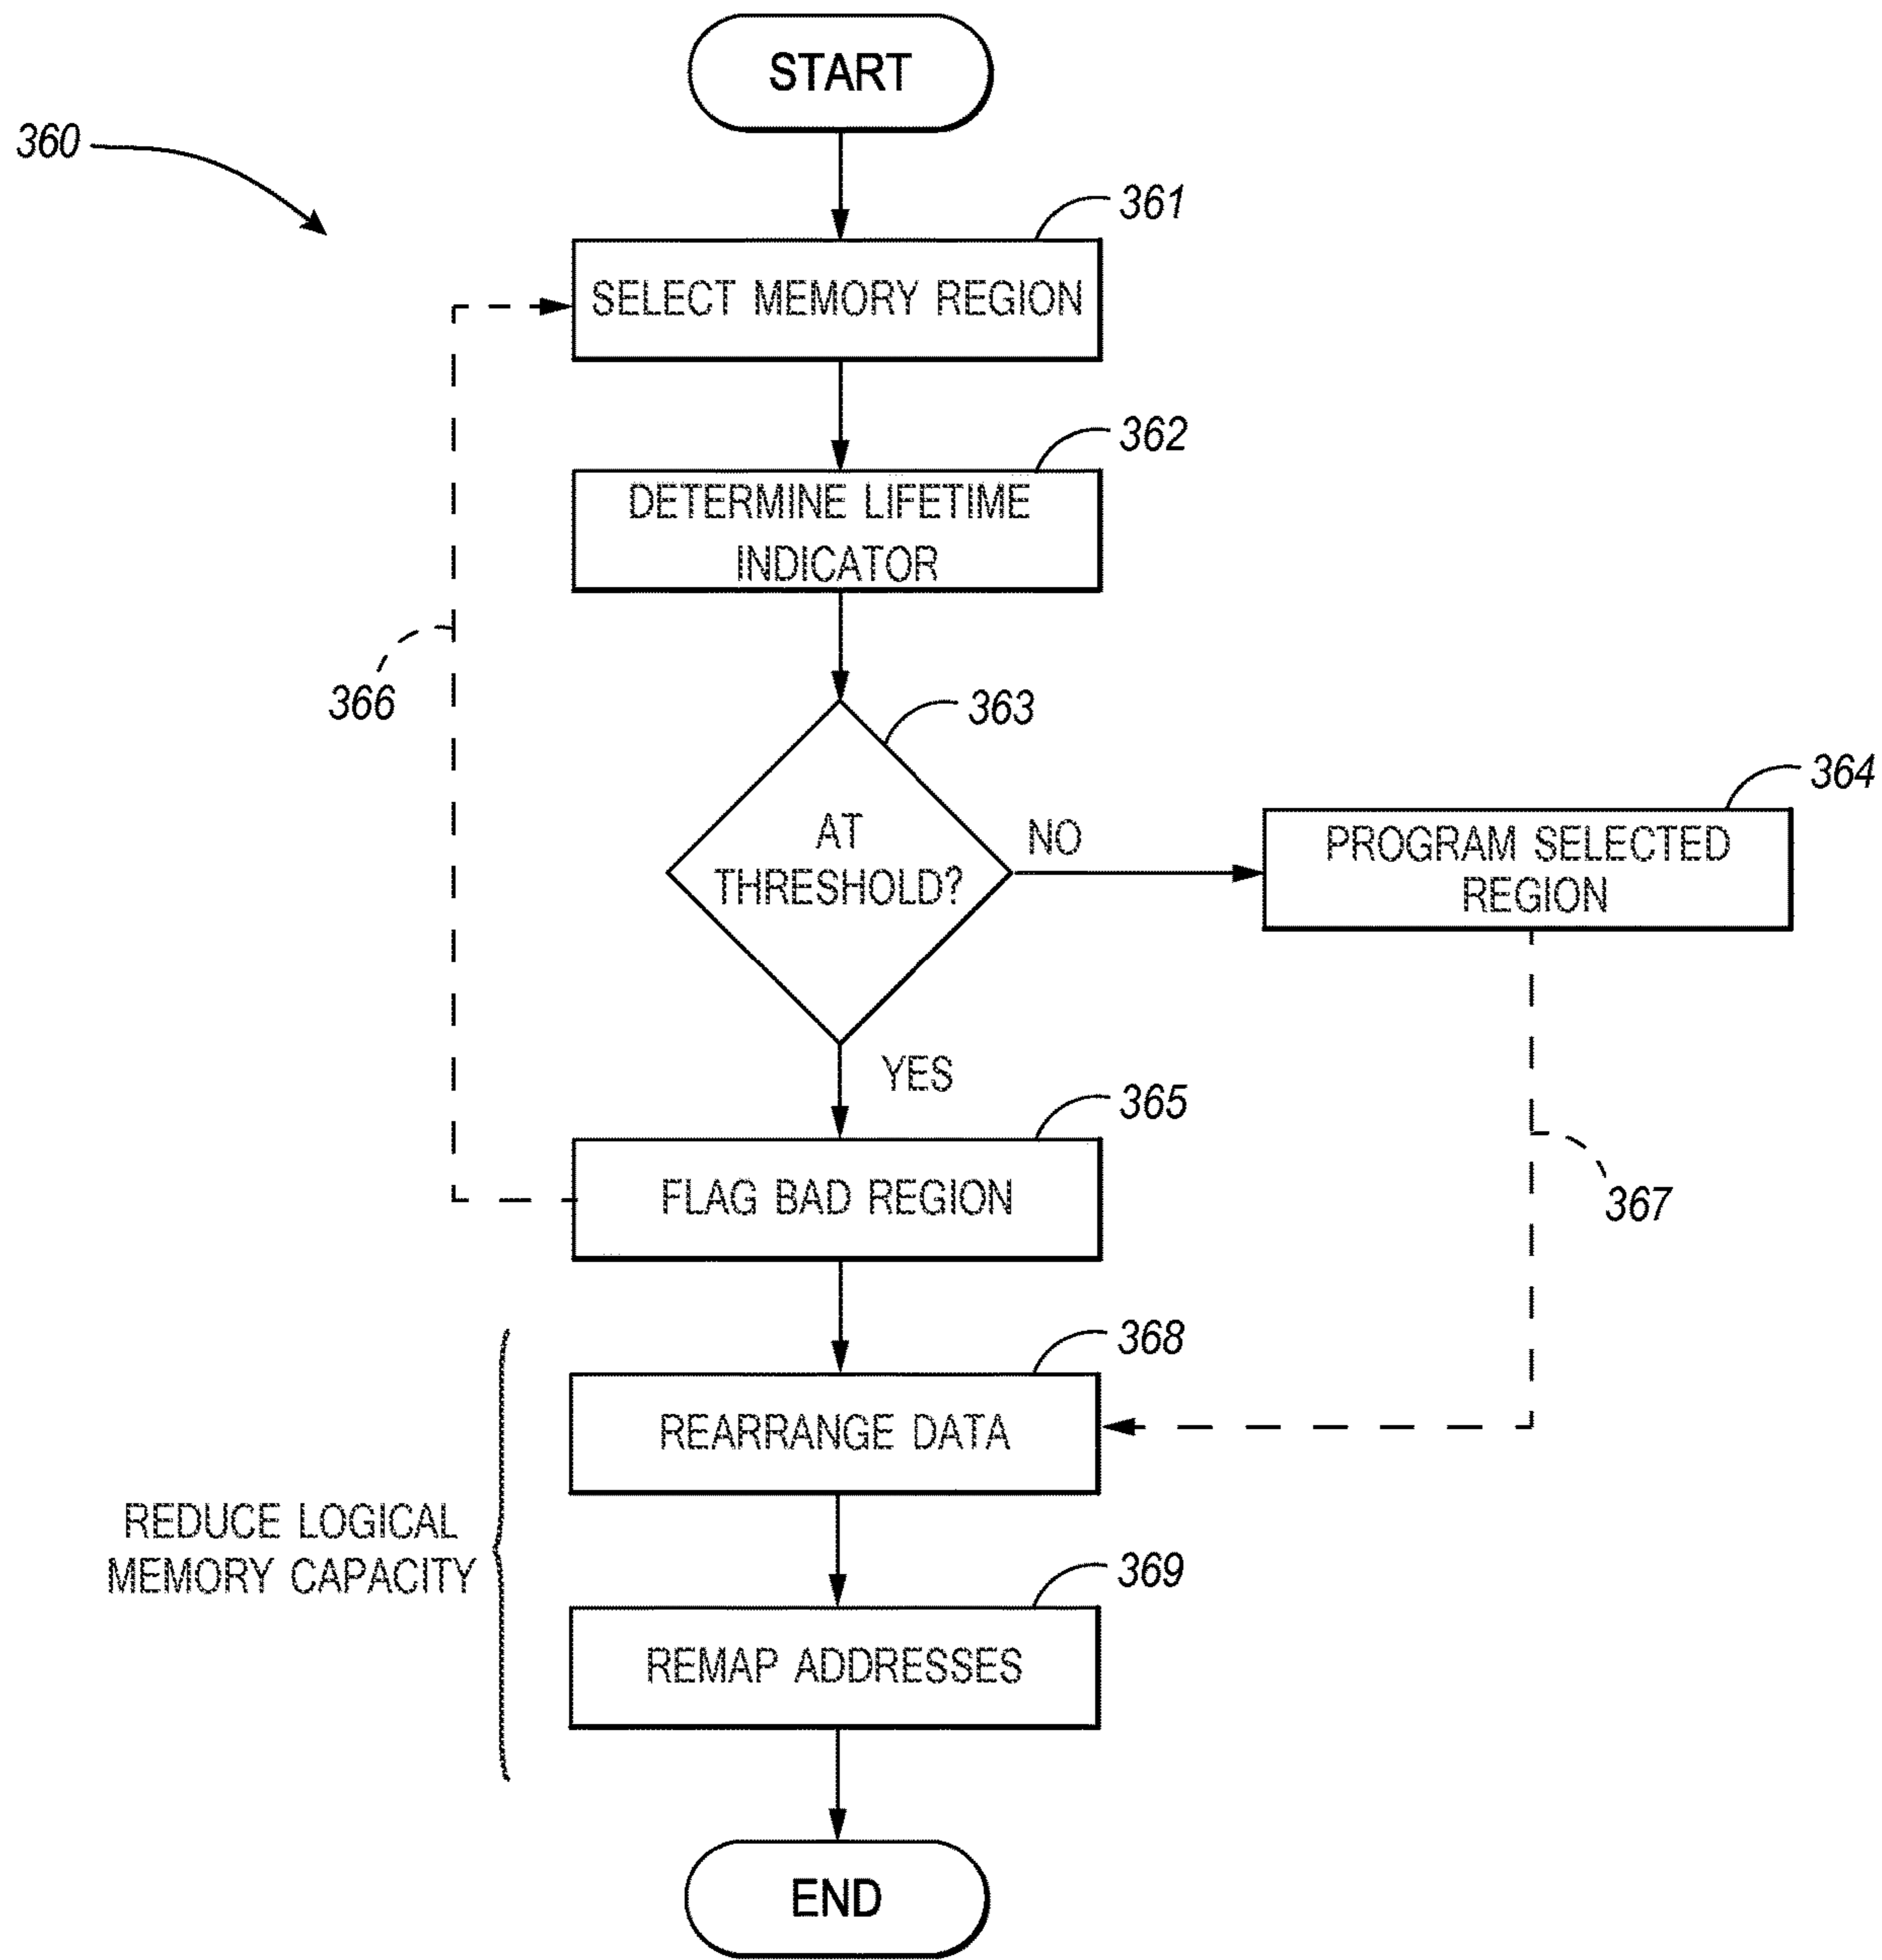 START
360
361
SELECT MEMORY REGION
362
DETERMINE LIFETIME
INDICATOR
366
363
AT
THRESHOLD?
NO
364
PROGRAM SELECTED
REGION
YES
365
FLAG BAD REGION
367
368
REARRANGE DATA
REDUCE LOGICAL
MEMORY CAPACITY
369
REMAP ADDRESSES
END